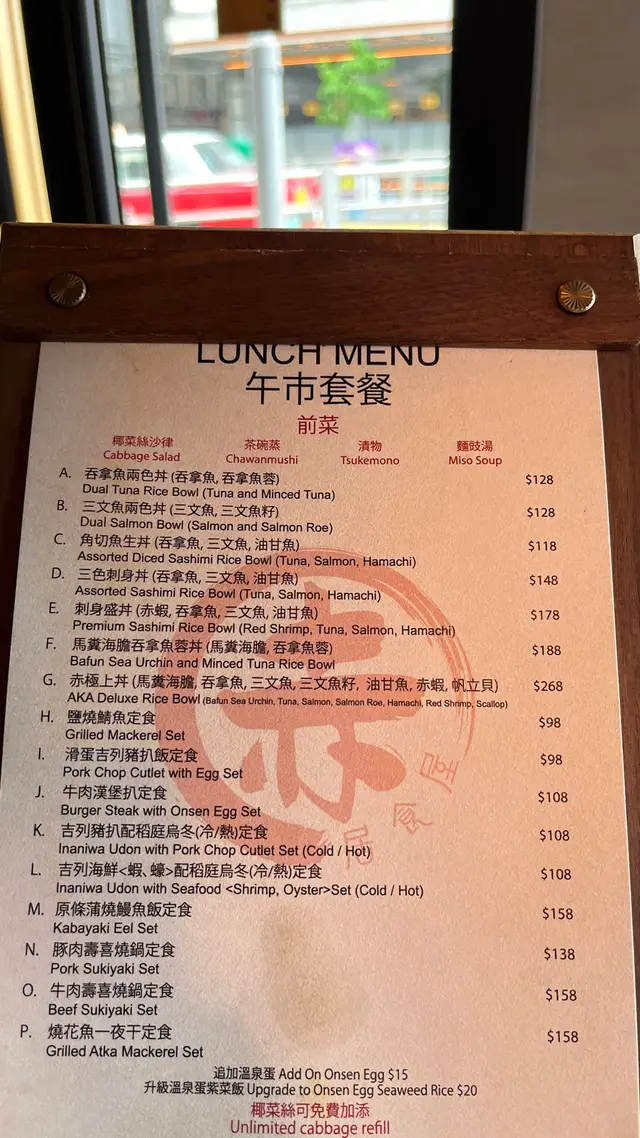 LUNCH MENU
午市套餐
前菜
椰菜絲沙律 茶碗蒸 漬物 麵豉湯
Cabbage Salad Chawanmushi Tsukemono Miso Soup
A. 吞拿魚兩色丼 (吞拿魚, 吞拿魚蓉) $128
Dual Tuna Rice Bowl (Tuna and Minced Tuna)
B. 三文魚兩色丼 (三文魚, 三文魚籽) $128
Dual Salmon Bowl (Salmon and Salmon Roe)
C. 角切魚生丼 (吞拿魚, 三文魚, 油甘魚) $118
Assorted Diced Sashimi Rice Bowl (Tuna, Salmon, Hamachi)
D. 三色刺身丼 (吞拿魚, 三文魚, 油甘魚) $148
Assorted Sashimi Rice Bowl (Tuna, Salmon, Hamachi)
E. 刺身盛丼 (赤蝦, 吞拿魚, 三文魚, 油甘魚) $178
Premium Sashimi Rice Bowl (Red Shrimp, Tuna, Salmon, Hamachi)
F. 馬糞海膽吞拿魚蓉丼 (馬糞海膽, 吞拿魚蓉) $188
Bafun Sea Urchin and Minced Tuna Rice Bowl
G. 赤極上丼 (馬糞海膽, 吞拿魚, 三文魚, 三文魚籽, 油甘魚, 赤蝦, 帆立貝) $268
AKA Deluxe Rice Bowl (Bafun Sea Urchin, Tuna, Salmon, Salmon Roe, Hamachi, Red Shrimp, Scallop)
H. 鹽燒鯖魚定食 $98
Grilled Mackerel Set
I. 滑蛋吉列豬扒飯定食 $98
Pork Chop Cutlet with Egg Set
J. 牛肉漢堡扒定食 $108
Burger Steak with Onsen Egg Set
K. 吉列豬扒配稻庭烏冬(冷/熱)定食 $108
Inaniwa Udon with Pork Chop Cutlet Set (Cold / Hot)
L. 吉列海鮮<蝦、蠔>配稻庭烏冬(冷/熱)定食 $108
Inaniwa Udon with Seafood <Shrimp, Oyster>Set (Cold / Hot)
M. 原條蒲燒鰻魚飯定食 $158
Kabayaki Eel Set
N. 豚肉壽喜燒鍋定食 $138
Pork Sukiyaki Set
O. 牛肉壽喜燒鍋定食 $158
Beef Sukiyaki Set
P. 燒花魚一夜干定食 $158
Grilled Atka Mackerel Set
追加溫泉蛋 Add On Onsen Egg $15
升級溫泉蛋紫菜飯 Upgrade to Onsen Egg Seaweed Rice $20
椰菜絲可免費加添
Unlimited cabbage refill
赤
居食屋